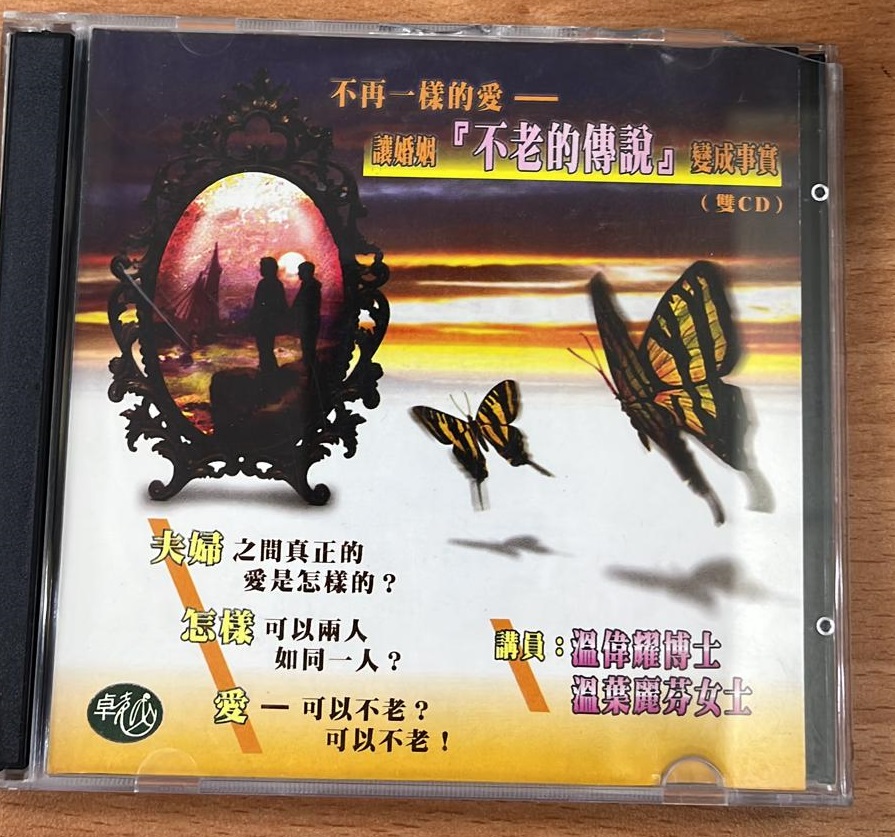 不再一樣的愛 —
讓婚姻『不老的傳說』變成事實
（雙CD）
夫婦之間真正的
愛是怎樣的？
怎樣可以兩人
如同一人？
愛 — 可以不老？
可以不老！
講員：溫偉耀博士
溫葉麗芬女士
卓越